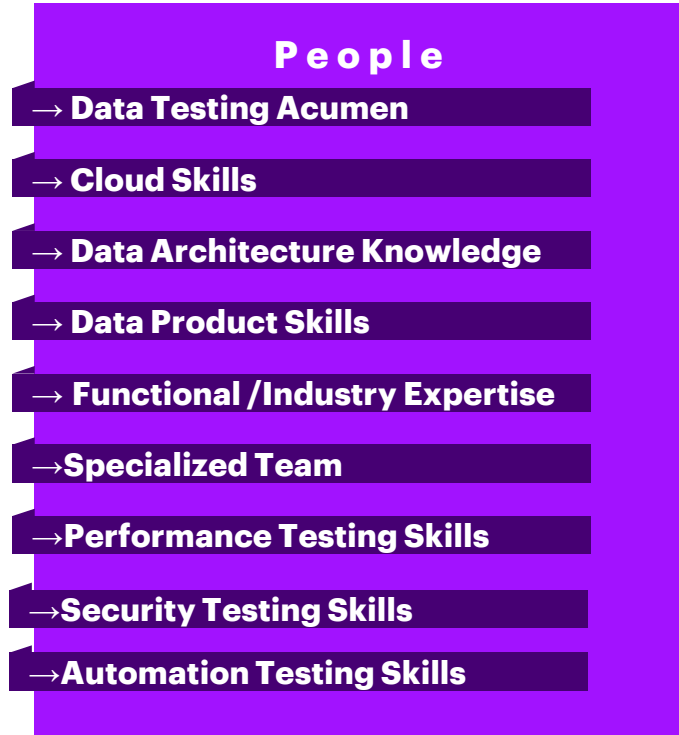 People
→ Data Testing Acumen
→ Cloud Skills
→ Data Architecture Knowledge
→ Data Product Skills
→ Functional /Industry Expertise
→Specialized Team
→Performance Testing Skills
→Security Testing Skills
→Automation Testing Skills